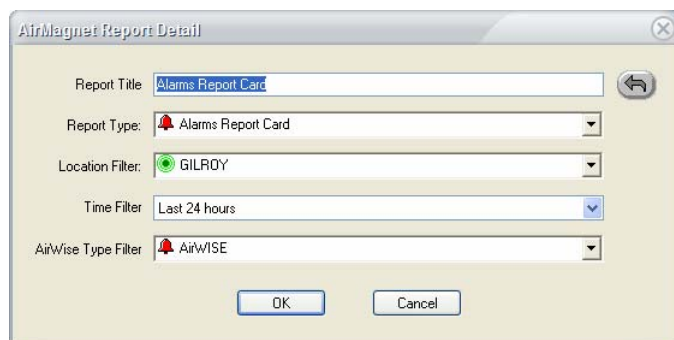 AirMagnet Report Detail
Report Title Alarms Report Card
Report Type: Alarms Report Card
Location Filter: GILROY
Time Filter Last 24 hours
AirWise Type Filter AirWISE
OK Cancel